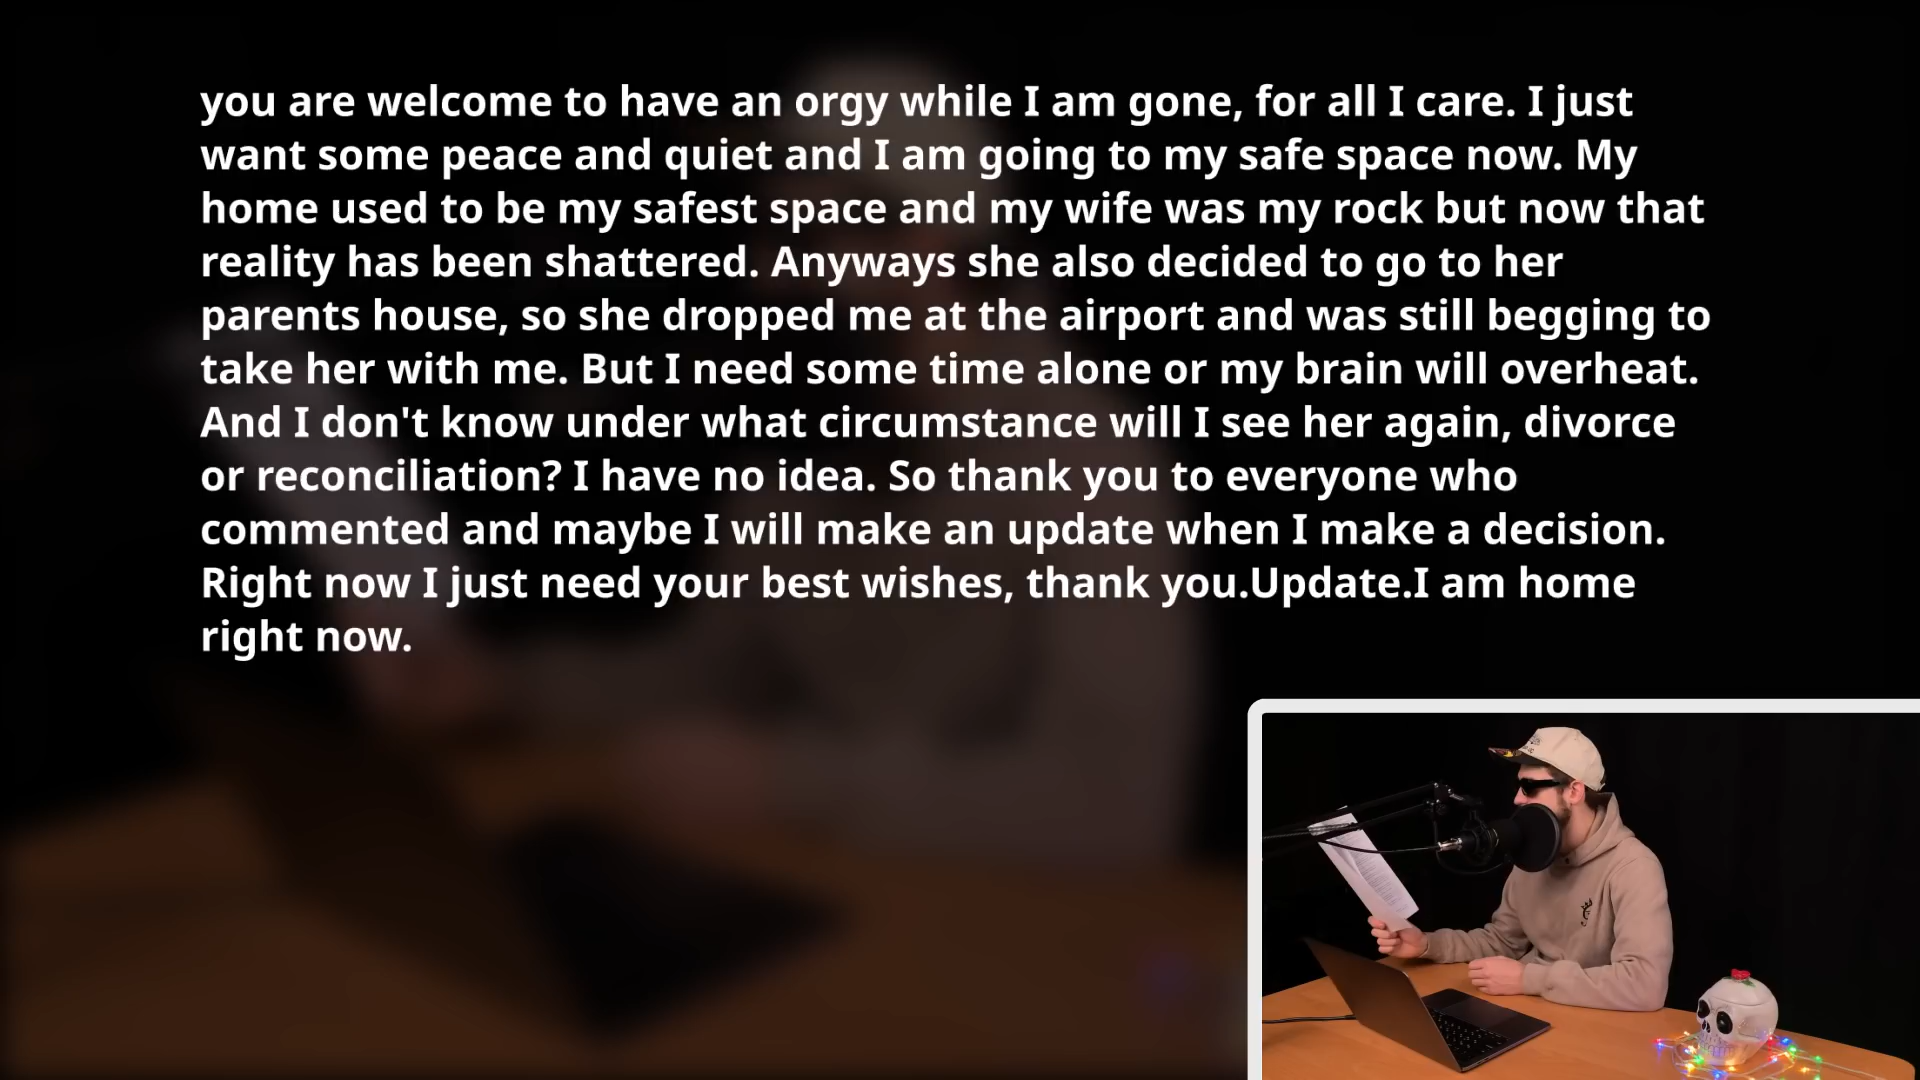 you are welcome to have an orgy while I am gone, for all I care. I just
want some peace and quiet and I am going to my safe space now. My
home used to be my safest space and my wife was my rock but now that
reality has been shattered. Anyways she also decided to go to her
parents house, so she dropped me at the airport and was still begging to
take her with me. But I need some time alone or my brain will overheat.
And I don't know under what circumstance will I see her again, divorce
or reconciliation? I have no idea. So thank you to everyone who
commented and maybe I will make an update when I make a decision.
Right now I just need your best wishes, thank you.Update.I am home
right now.